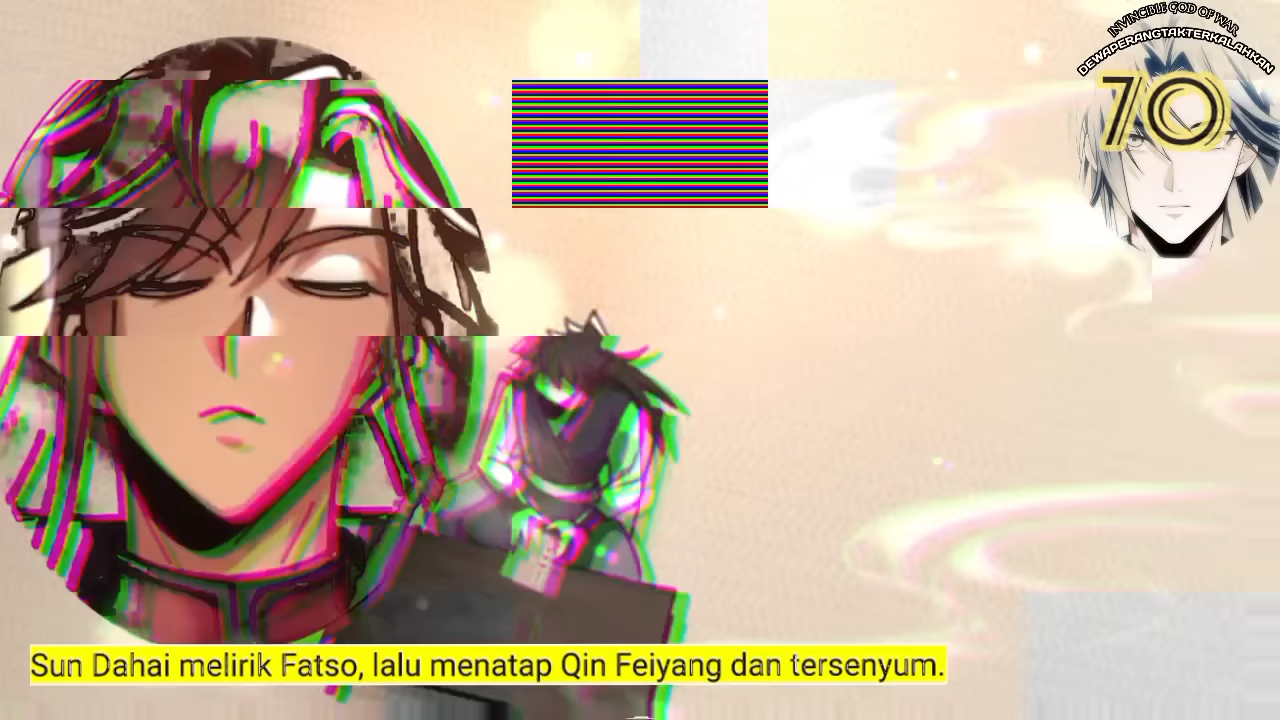 INVINCIBLE GOD OF WAR
DEWAPERANGTAKTERKALAHKAN
70
Sun Dahai melirik Fatso, lalu menatap Qin Feiyang dan tersenyum.